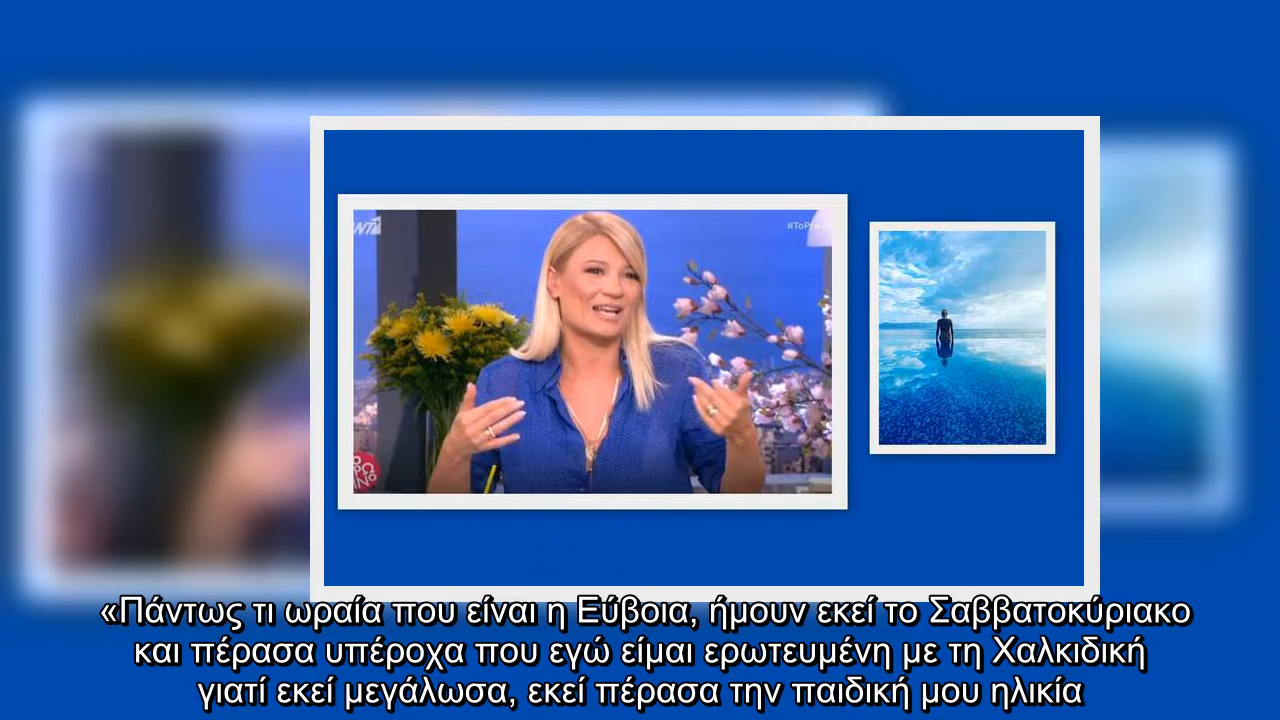 ANT1
«Πάντως τι ωραία που είναι η Εύβοια, ήμουν εκεί το Σαββατοκύριακο
και πέρασα υπέροχα που εγώ είμαι ερωτευμένη με τη Χαλκιδική
γιατί εκεί μεγάλωσα, εκεί πέρασα την παιδική μου ηλικία